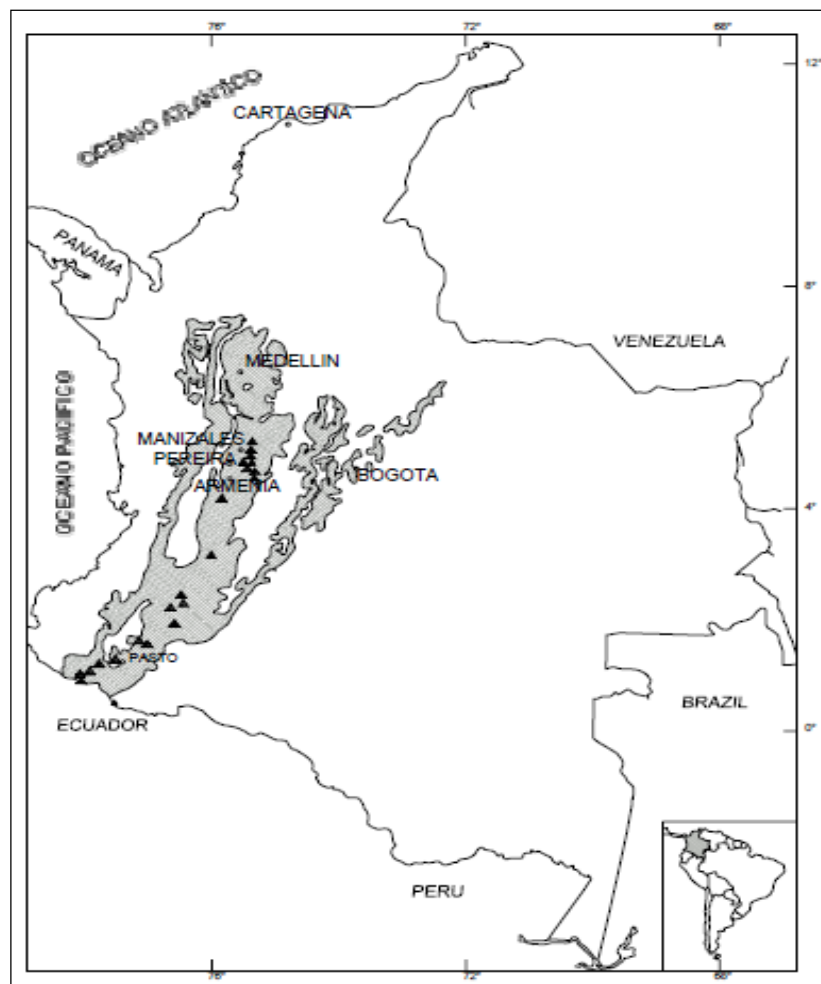 76°
72°
68°
12°
OCEANO ATLANTICO
CARTAGENA
PANAMA
8°
VENEZUELA
MEDELLIN
OCEANO PACIFICO
MANIZALES
PEREIRA
BOGOTA
ARMENIA
4°
PASTO
ECUADOR
BRAZIL
0°
PERU
76°
72°
68°